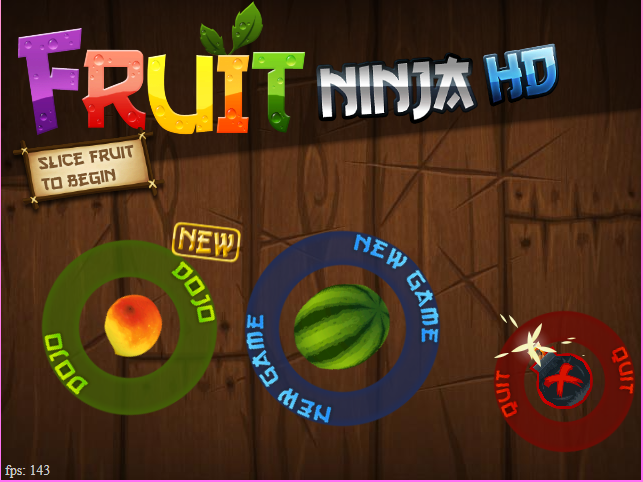 FRUIT NINJA HD
SLICE FRUIT
TO BEGIN
NEW
DOJO
DOJO
NEW GAME
NEW GAME
QUIT
QUIT
fps: 143